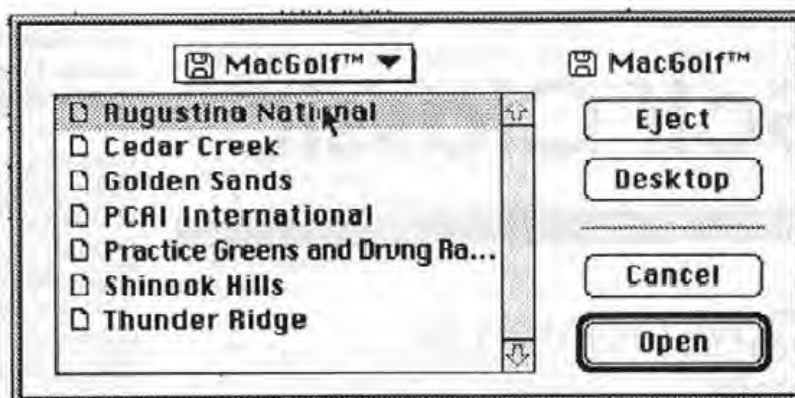 MacGolf™
MacGolf™
Augustina National
Eject
Cedar Creek
Golden Sands
Desktop
PCAI International
Practice Greens and Drvng Ra...
Shinook Hills
Cancel
Thunder Ridge
Open